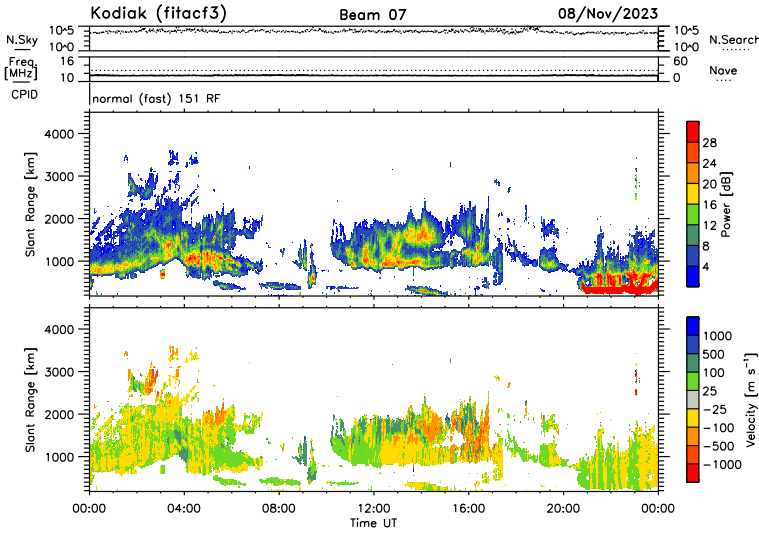 Kodiak (fitacf3) Beam 07 08/Nov/2023
N.Sky 10^5 10^0 10^5 10^0 N.Search
Freq. [MHz] 16 10 60 0 Nave
CPID normal (fast) 151 RF
Slant Range [km] 4000 3000 2000 1000
28 24 20 16 12 8 4 Power [dB]
Slant Range [km] 4000 3000 2000 1000
1000 500 100 25 -25 -100 -500 -1000 Velocity [m s^-1]
00:00 04:00 08:00 12:00 16:00 20:00 00:00
Time UT